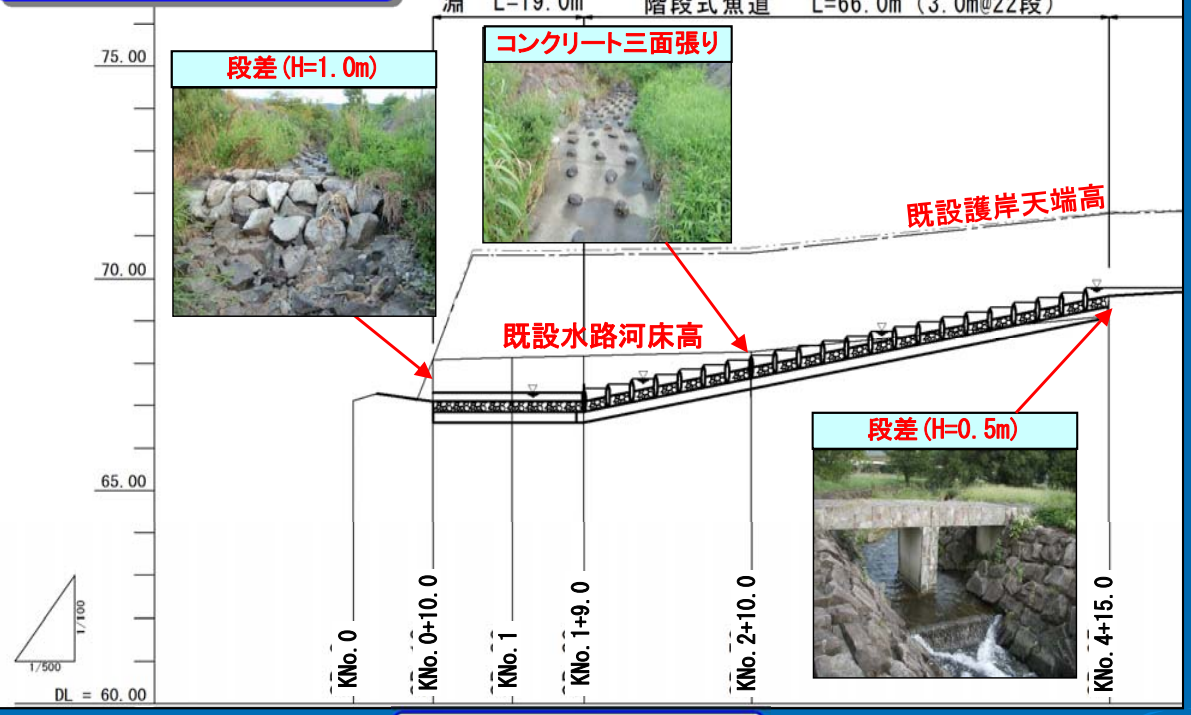 淵 L=19.0m 階段式魚道 L=66.0m (3.0m@22段)
75.00
段差(H=1.0m)
コンクリート三面張り
既設護岸天端高
70.00
既設水路河床高
段差(H=0.5m)
65.00
1/100
1/500
DL = 60.00
KNo. 0
KNo. 0+10. 0
KNo. 1
KNo. 1+9. 0
KNo. 2+10. 0
KNo. 4+15. 0